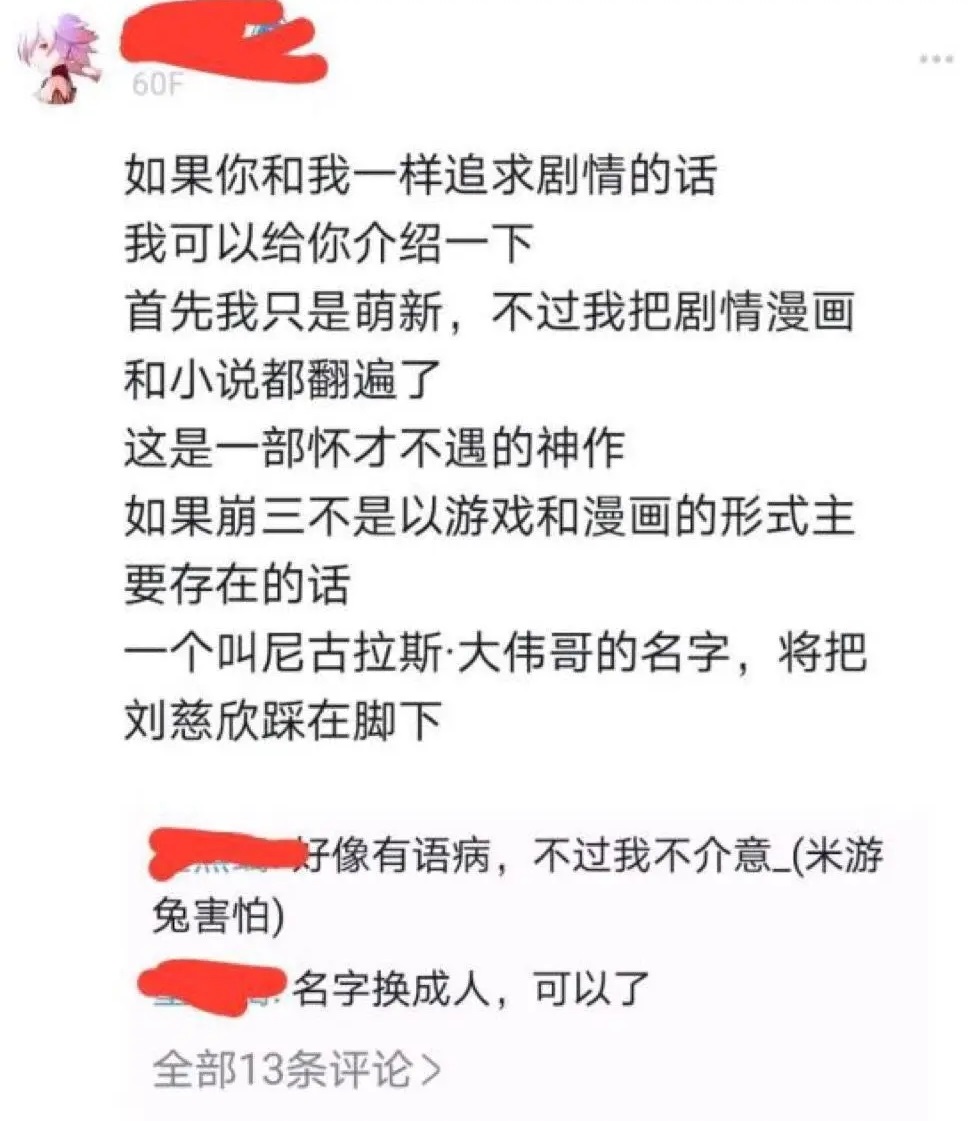 60F
如果你和我一样追求剧情的话
我可以给你介绍一下
首先我只是萌新，不过我把剧情漫画
和小说都翻遍了
这是一部怀才不遇的神作
如果崩三不是以游戏和漫画的形式主
要存在的话
一个叫尼古拉斯·大伟哥的名字，将把
刘慈欣踩在脚下
好像有语病，不过我不介意_(米游
兔害怕)
名字换成人，可以了
全部13条评论>